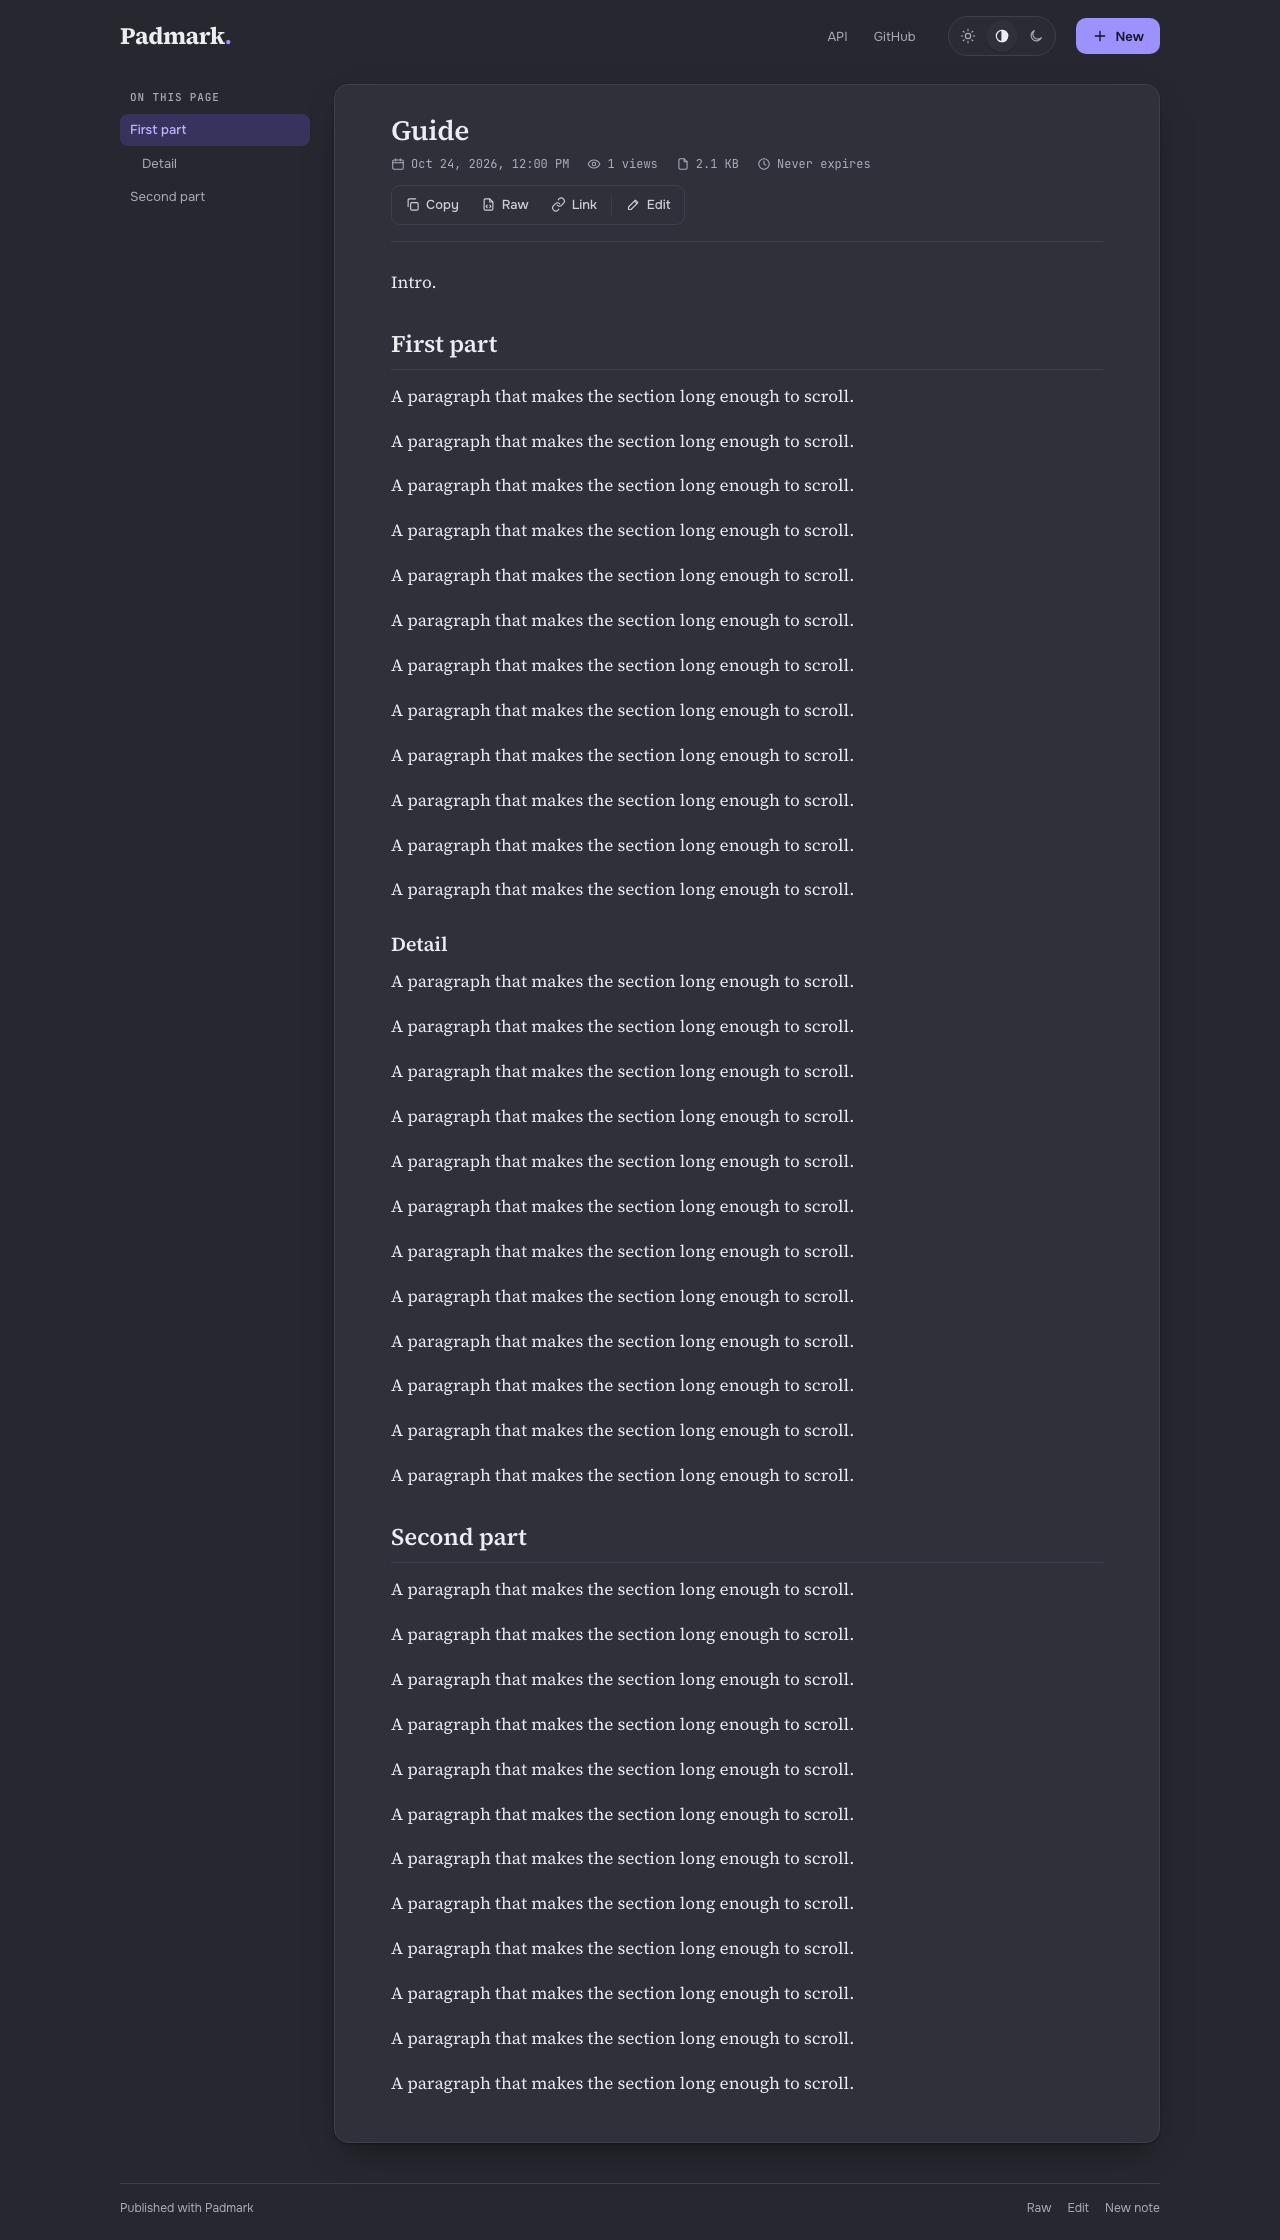 Padmark.
API GitHub New
ON THIS PAGE
First part
Detail
Second part
Guide
Oct 24, 2026, 12:00 PM 1 views 2.1 KB Never expires
Copy Raw Link Edit
Intro.
First part
A paragraph that makes the section long enough to scroll.
A paragraph that makes the section long enough to scroll.
A paragraph that makes the section long enough to scroll.
A paragraph that makes the section long enough to scroll.
A paragraph that makes the section long enough to scroll.
A paragraph that makes the section long enough to scroll.
A paragraph that makes the section long enough to scroll.
A paragraph that makes the section long enough to scroll.
A paragraph that makes the section long enough to scroll.
A paragraph that makes the section long enough to scroll.
A paragraph that makes the section long enough to scroll.
A paragraph that makes the section long enough to scroll.
Detail
A paragraph that makes the section long enough to scroll.
A paragraph that makes the section long enough to scroll.
A paragraph that makes the section long enough to scroll.
A paragraph that makes the section long enough to scroll.
A paragraph that makes the section long enough to scroll.
A paragraph that makes the section long enough to scroll.
A paragraph that makes the section long enough to scroll.
A paragraph that makes the section long enough to scroll.
A paragraph that makes the section long enough to scroll.
A paragraph that makes the section long enough to scroll.
A paragraph that makes the section long enough to scroll.
A paragraph that makes the section long enough to scroll.
Second part
A paragraph that makes the section long enough to scroll.
A paragraph that makes the section long enough to scroll.
A paragraph that makes the section long enough to scroll.
A paragraph that makes the section long enough to scroll.
A paragraph that makes the section long enough to scroll.
A paragraph that makes the section long enough to scroll.
A paragraph that makes the section long enough to scroll.
A paragraph that makes the section long enough to scroll.
A paragraph that makes the section long enough to scroll.
A paragraph that makes the section long enough to scroll.
A paragraph that makes the section long enough to scroll.
A paragraph that makes the section long enough to scroll.
Published with Padmark Raw Edit New note